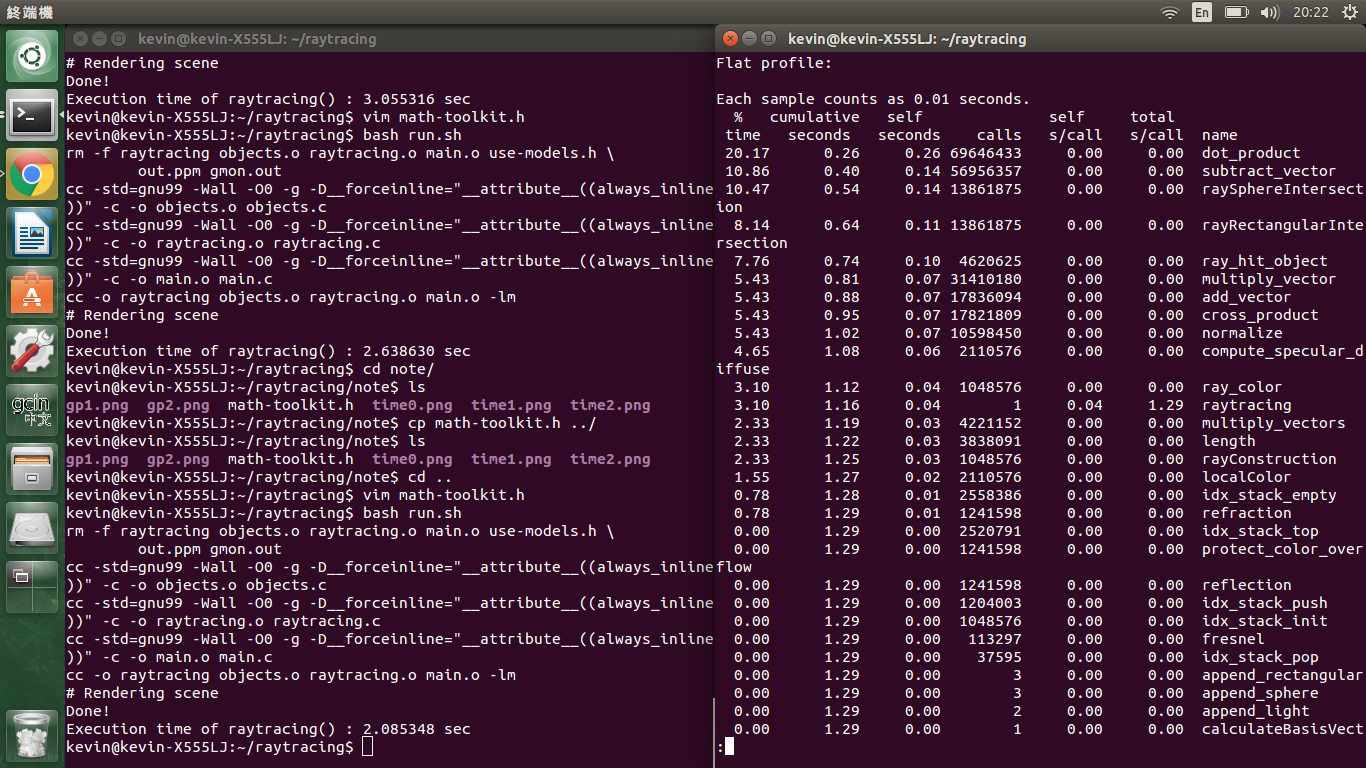 終端機
En
20:22
kevin@kevin-X555LJ: ~/raytracing
# Rendering scene
Done!
Execution time of raytracing() : 3.055316 sec
kevin@kevin-X555LJ:~/raytracing$ vim math-toolkit.h
kevin@kevin-X555LJ:~/raytracing$ bash run.sh
rm -f raytracing objects.o raytracing.o main.o use-models.h \
out.ppm gmon.out
cc -std=gnu99 -Wall -O0 -g -D__forceinline="__attribute__((always_inline
))" -c -o objects.o objects.c
cc -std=gnu99 -Wall -O0 -g -D__forceinline="__attribute__((always_inline
))" -c -o raytracing.o raytracing.c
cc -std=gnu99 -Wall -O0 -g -D__forceinline="__attribute__((always_inline
))" -c -o main.o main.c
cc -o raytracing objects.o raytracing.o main.o -lm
# Rendering scene
Done!
Execution time of raytracing() : 2.638630 sec
kevin@kevin-X555LJ:~/raytracing$ cd note/
kevin@kevin-X555LJ:~/raytracing/note$ ls
gp1.png gp2.png math-toolkit.h time0.png time1.png time2.png
kevin@kevin-X555LJ:~/raytracing/note$ cp math-toolkit.h ../
kevin@kevin-X555LJ:~/raytracing/note$ ls
gp1.png gp2.png math-toolkit.h time0.png time1.png time2.png
kevin@kevin-X555LJ:~/raytracing/note$ cd ..
kevin@kevin-X555LJ:~/raytracing$ vim math-toolkit.h
kevin@kevin-X555LJ:~/raytracing$ bash run.sh
rm -f raytracing objects.o raytracing.o main.o use-models.h \
out.ppm gmon.out
cc -std=gnu99 -Wall -O0 -g -D__forceinline="__attribute__((always_inline
))" -c -o objects.o objects.c
cc -std=gnu99 -Wall -O0 -g -D__forceinline="__attribute__((always_inline
))" -c -o raytracing.o raytracing.c
cc -std=gnu99 -Wall -O0 -g -D__forceinline="__attribute__((always_inline
))" -c -o main.o main.c
cc -o raytracing objects.o raytracing.o main.o -lm
# Rendering scene
Done!
Execution time of raytracing() : 2.085348 sec
kevin@kevin-X555LJ:~/raytracing$
kevin@kevin-X555LJ: ~/raytracing
Flat profile:
Each sample counts as 0.01 seconds.
% cumulative self self total
time seconds seconds calls s/call s/call name
20.17 0.26 0.26 69646433 0.00 0.00 dot_product
10.86 0.40 0.14 56956357 0.00 0.00 subtract_vector
10.47 0.54 0.14 13861875 0.00 0.00 raySphereIntersect
ion
8.14 0.64 0.11 13861875 0.00 0.00 rayRectangularInte
rsection
7.76 0.74 0.10 4620625 0.00 0.00 ray_hit_object
5.43 0.81 0.07 31410180 0.00 0.00 multiply_vector
5.43 0.88 0.07 17836094 0.00 0.00 add_vector
5.43 0.95 0.07 17821809 0.00 0.00 cross_product
5.43 1.02 0.07 10598450 0.00 0.00 normalize
4.65 1.08 0.06 2110576 0.00 0.00 compute_specular_d
iffuse
3.10 1.12 0.04 1048576 0.00 0.00 ray_color
3.10 1.16 0.04 1 0.04 1.29 raytracing
2.33 1.19 0.03 4221152 0.00 0.00 multiply_vectors
2.33 1.22 0.03 3838091 0.00 0.00 length
2.33 1.25 0.03 1048576 0.00 0.00 rayConstruction
1.55 1.27 0.02 2110576 0.00 0.00 localColor
0.78 1.28 0.01 2558386 0.00 0.00 idx_stack_empty
0.78 1.29 0.01 1241598 0.00 0.00 refraction
0.00 1.29 0.00 2520791 0.00 0.00 idx_stack_top
0.00 1.29 0.00 1241598 0.00 0.00 protect_color_over
flow
0.00 1.29 0.00 1241598 0.00 0.00 reflection
0.00 1.29 0.00 1204003 0.00 0.00 idx_stack_push
0.00 1.29 0.00 1048576 0.00 0.00 idx_stack_init
0.00 1.29 0.00 113297 0.00 0.00 fresnel
0.00 1.29 0.00 37595 0.00 0.00 idx_stack_pop
0.00 1.29 0.00 3 0.00 0.00 append_rectangular
0.00 1.29 0.00 3 0.00 0.00 append_sphere
0.00 1.29 0.00 2 0.00 0.00 append_light
0.00 1.29 0.00 1 0.00 0.00 calculateBasisVect
:
gcin
中文